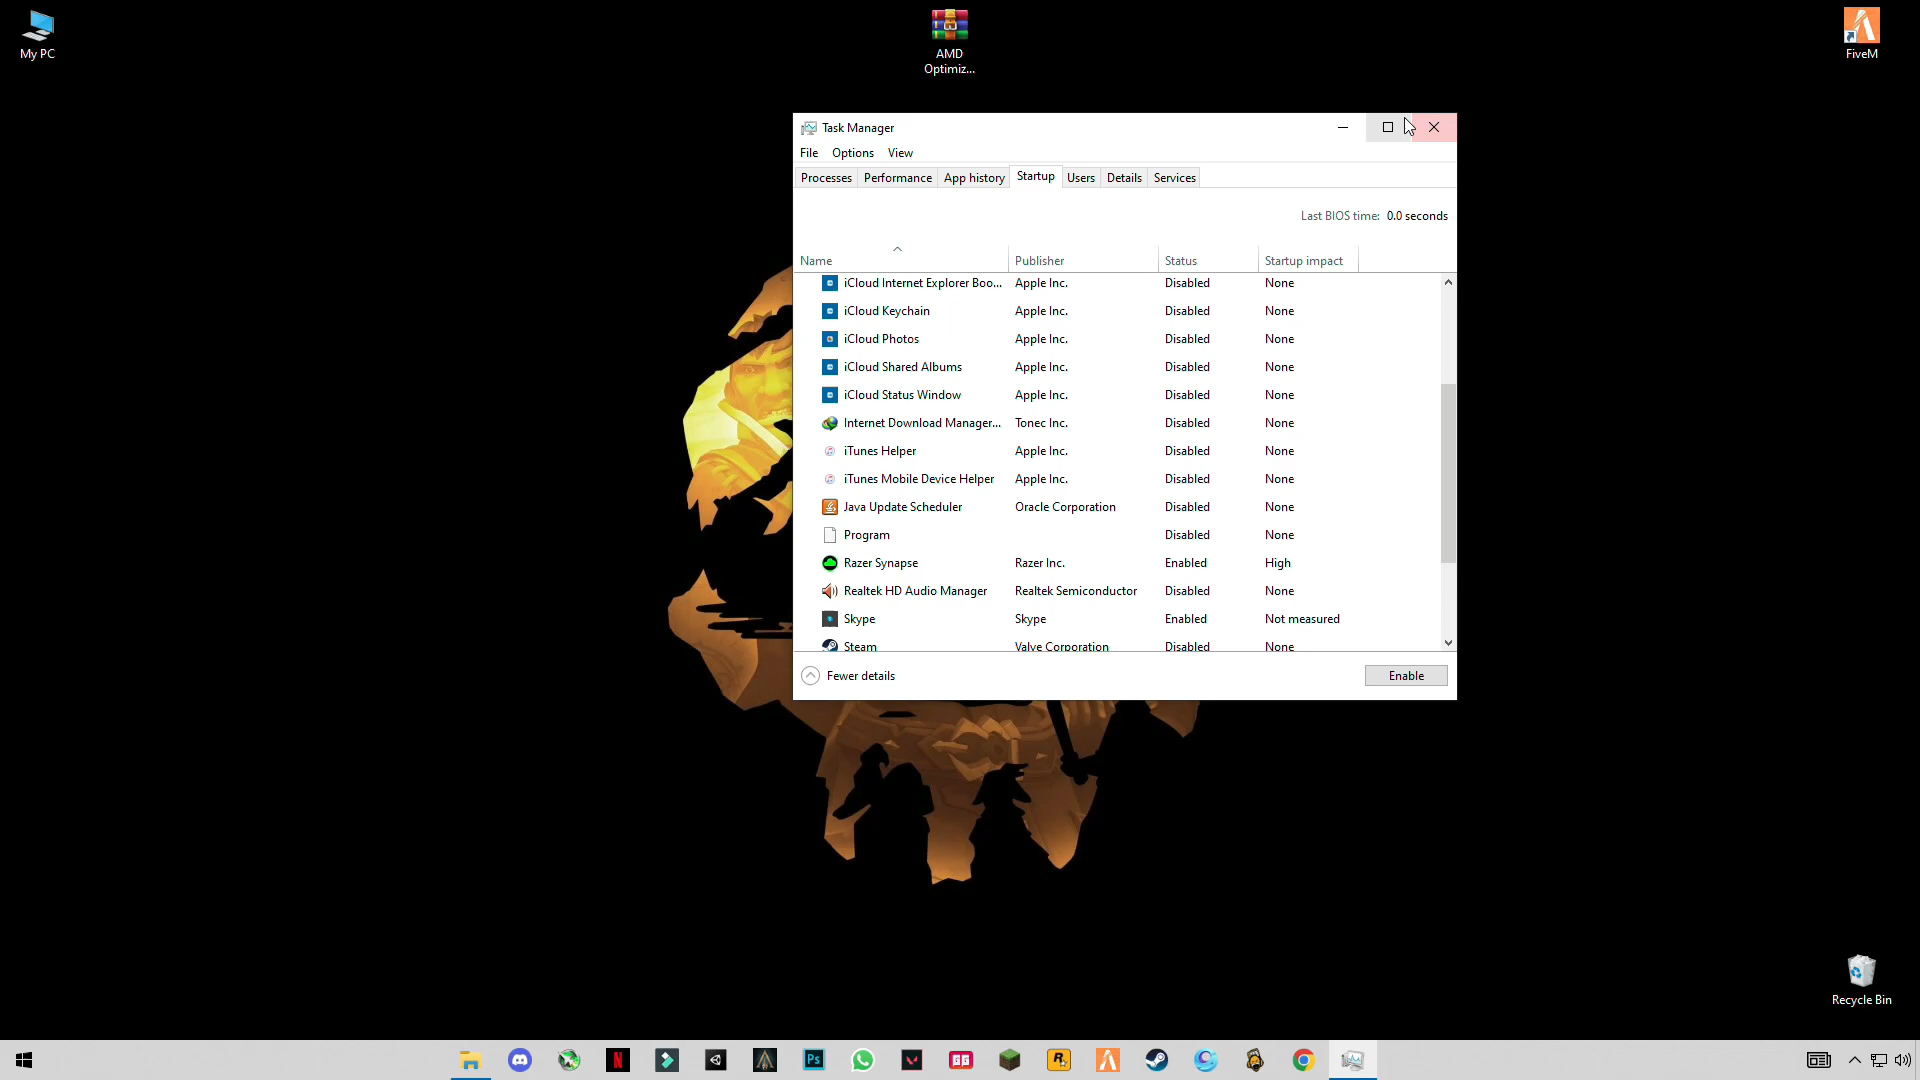 My PC
AMD
Optimiz...
FiveM
Task Manager
File Options View
Processes Performance App history Startup Users Details Services
Last BIOS time: 0.0 seconds
Name Publisher Status Startup impact
iCloud Internet Explorer Boo... Apple Inc. Disabled None
iCloud Keychain Apple Inc. Disabled None
iCloud Photos Apple Inc. Disabled None
iCloud Shared Albums Apple Inc. Disabled None
iCloud Status Window Apple Inc. Disabled None
Internet Download Manager... Tonec Inc. Disabled None
iTunes Helper Apple Inc. Disabled None
iTunes Mobile Device Helper Apple Inc. Disabled None
Java Update Scheduler Oracle Corporation Disabled None
Program Disabled None
Razer Synapse Razer Inc. Enabled High
Realtek HD Audio Manager Realtek Semiconductor Disabled None
Skype Skype Enabled Not measured
Steam Valve Corporation Disabled None
Fewer details Enable
Recycle Bin
N Ps GG R